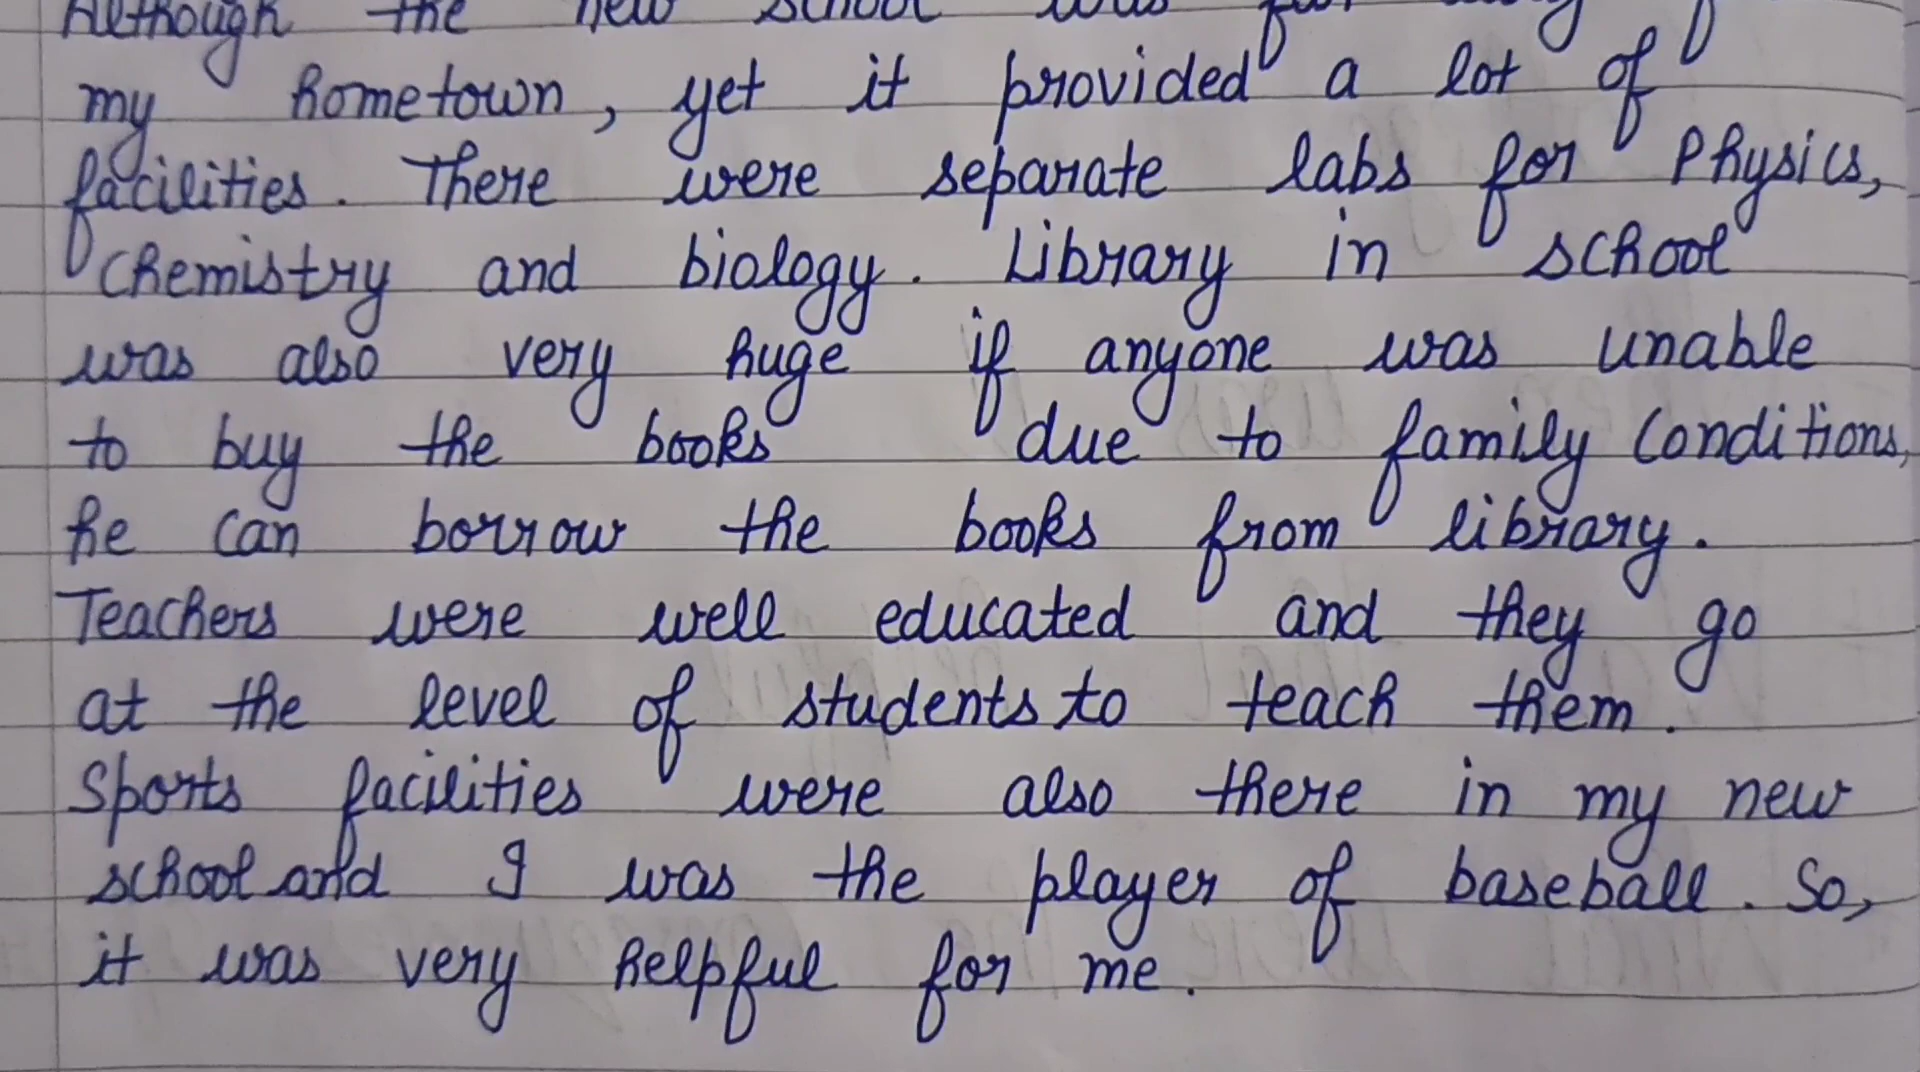 Although the new school was far away f
my hometown, yet it provided a lot of
facilities. There were separate labs for Physics,
Chemistry and biology. Library in school
was also very huge if anyone was unable
to buy the books due to family Conditions,
he can borrow the books from library.
Teachers were well educated and they go
at the level of students to teach them.
Sports facilities were also there in my new
school and I was the player of baseball. So,
it was very helpful for me.